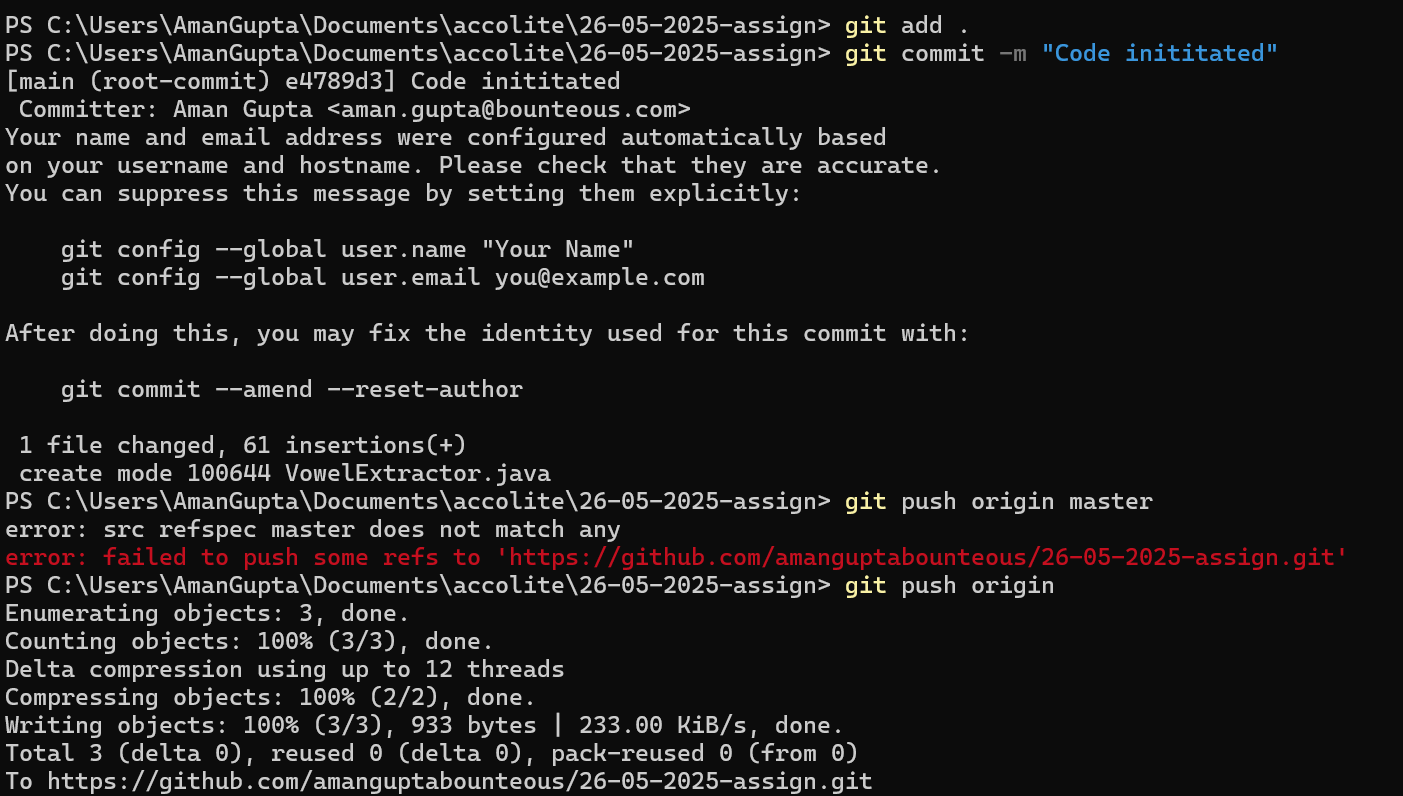 PS C:\Users\AmanGupta\Documents\accolite\26-05-2025-assign> git add .
PS C:\Users\AmanGupta\Documents\accolite\26-05-2025-assign> git commit -m "Code inititated"
[main (root-commit) e4789d3] Code inititated
 Committer: Aman Gupta <aman.gupta@bounteous.com>
Your name and email address were configured automatically based
on your username and hostname. Please check that they are accurate.
You can suppress this message by setting them explicitly:

    git config --global user.name "Your Name"
    git config --global user.email you@example.com

After doing this, you may fix the identity used for this commit with:

    git commit --amend --reset-author

 1 file changed, 61 insertions(+)
 create mode 100644 VowelExtractor.java
PS C:\Users\AmanGupta\Documents\accolite\26-05-2025-assign> git push origin master
error: src refspec master does not match any
error: failed to push some refs to 'https://github.com/amanguptabounteous/26-05-2025-assign.git'
PS C:\Users\AmanGupta\Documents\accolite\26-05-2025-assign> git push origin
Enumerating objects: 3, done.
Counting objects: 100% (3/3), done.
Delta compression using up to 12 threads
Compressing objects: 100% (2/2), done.
Writing objects: 100% (3/3), 933 bytes | 233.00 KiB/s, done.
Total 3 (delta 0), reused 0 (delta 0), pack-reused 0 (from 0)
To https://github.com/amanguptabounteous/26-05-2025-assign.git